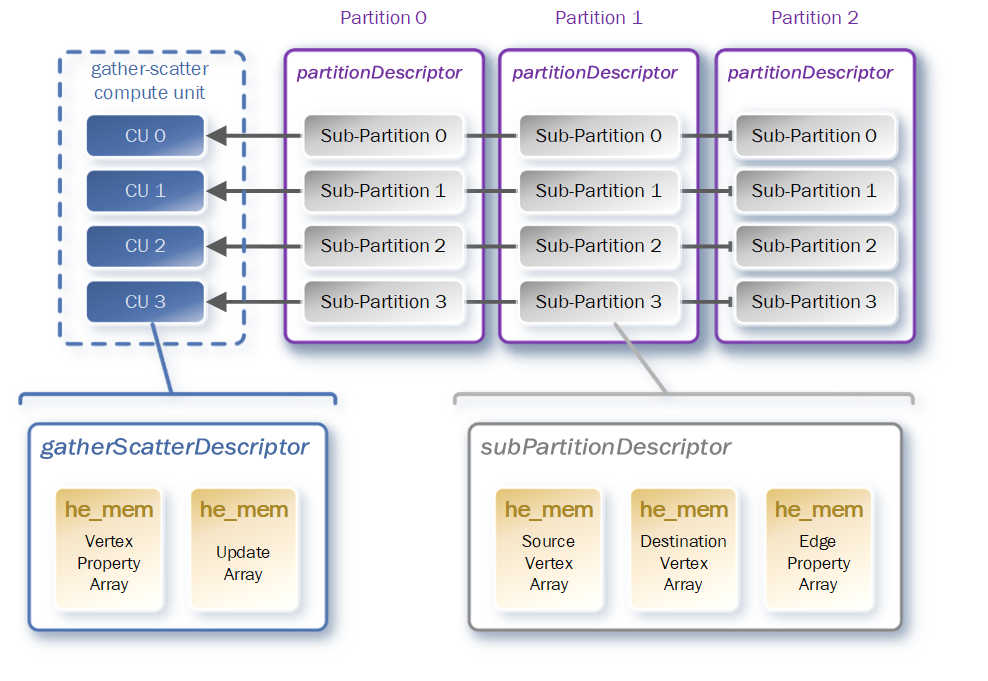 Partition 0
Partition 1
Partition 2
gather-scatter
compute unit
partitionDescriptor
partitionDescriptor
partitionDescriptor
CU 0
Sub-Partition 0
Sub-Partition 0
Sub-Partition 0
CU 1
Sub-Partition 1
Sub-Partition 1
Sub-Partition 1
CU 2
Sub-Partition 2
Sub-Partition 2
Sub-Partition 2
CU 3
Sub-Partition 3
Sub-Partition 3
Sub-Partition 3
gatherScatterDescriptor
he_mem
Vertex
Property
Array
he_mem
Update
Array
subPartitionDescriptor
he_mem
Source
Vertex
Array
he_mem
Destination
Vertex
Array
he_mem
Edge
Property
Array